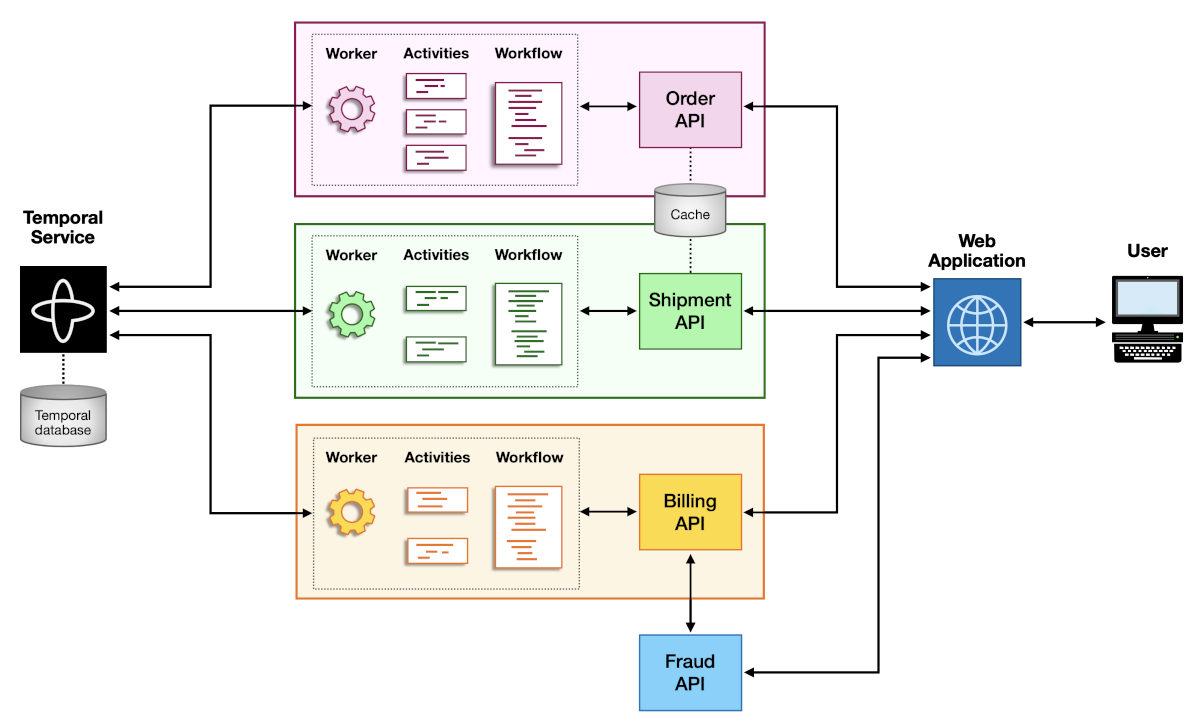 Worker Activities Workflow
Order
API
Cache
Temporal
Service
Temporal
database
Worker Activities Workflow
Shipment
API
Web
Application
User
Worker Activities Workflow
Billing
API
Fraud
API